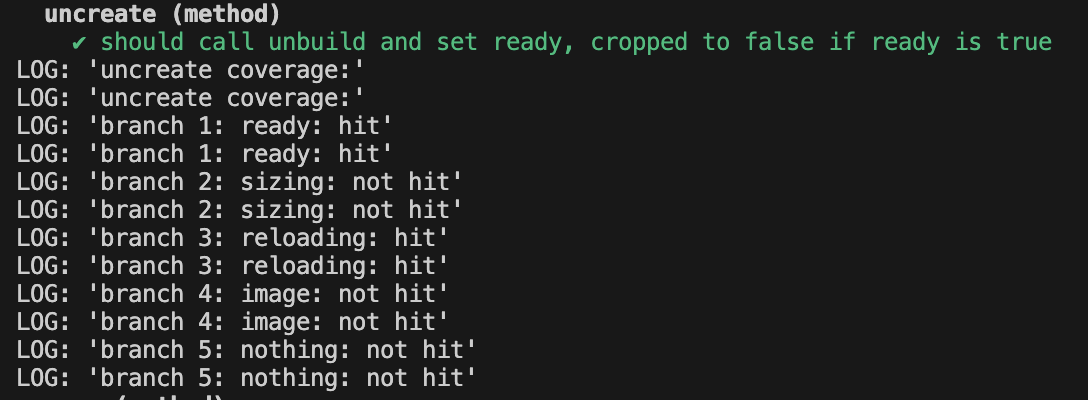 uncreate (method)
✔ should call unbuild and set ready, cropped to false if ready is true
LOG: 'uncreate coverage:'
LOG: 'uncreate coverage:'
LOG: 'branch 1: ready: hit'
LOG: 'branch 1: ready: hit'
LOG: 'branch 2: sizing: not hit'
LOG: 'branch 2: sizing: not hit'
LOG: 'branch 3: reloading: hit'
LOG: 'branch 3: reloading: hit'
LOG: 'branch 4: image: not hit'
LOG: 'branch 4: image: not hit'
LOG: 'branch 5: nothing: not hit'
LOG: 'branch 5: nothing: not hit'